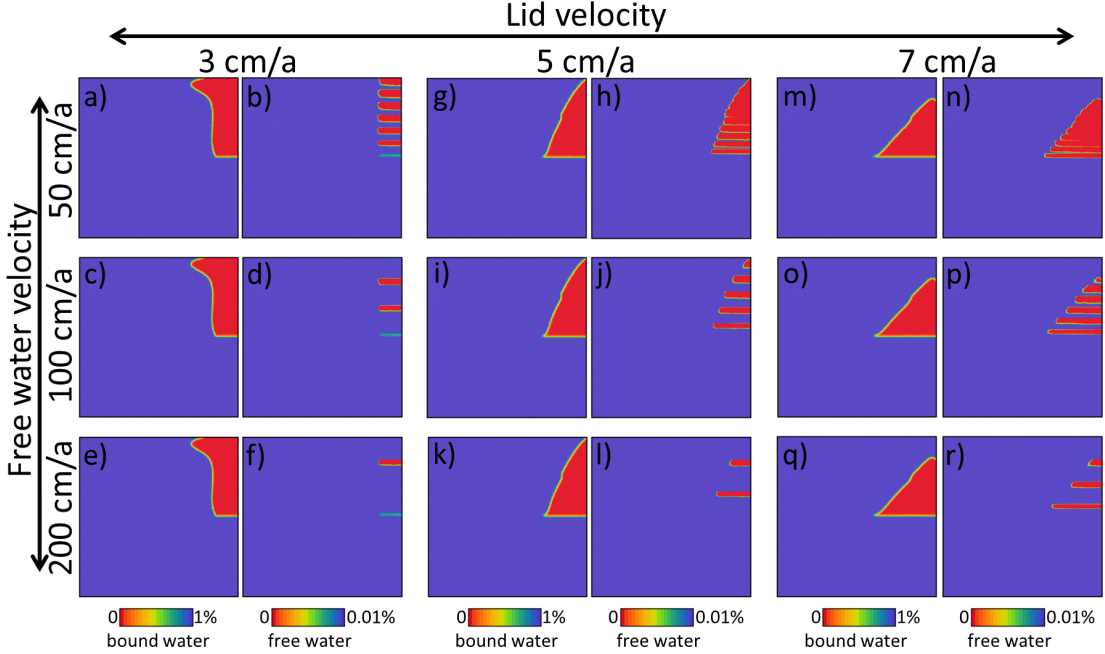 Lid velocity
3 cm/a 5 cm/a 7 cm/a
Free water velocity
50 cm/a
a) b) g) h) m) n)
100 cm/a
c) d) i) j) o) p)
200 cm/a
e) f) k) l) q) r)
0 1% 0 0.01% 0 1% 0 0.01% 0 1% 0 0.01%
bound water free water bound water free water bound water free water